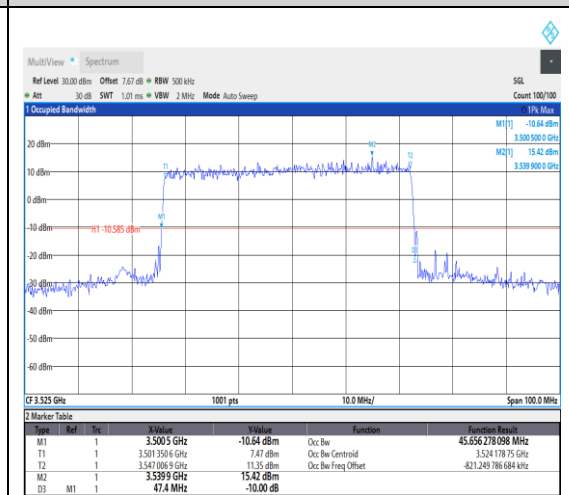 MultiView Spectrum
Ref Level 30.00 dBm Offset 7.67 dB RBW 500 kHz SGL
Att 30 dB SWT 1.01 ms VBW 2 MHz Mode Auto Sweep Count 100/100
1 Occupied Bandwidth 1Pk Max
M1[1] -10.64 dBm
3.500 500 0 GHz
M2[1] 15.42 dBm
3.539 900 0 GHz
M2
20 dBm
T1
T2
10 dBm
0 dBm
M1
-10 dBm
H1 -10.585 dBm
-20 dBm
-30 dBm
-40 dBm
-50 dBm
-60 dBm
CF 3.525 GHz 1001 pts 10.0 MHz/ Span 100.0 MHz
2 Marker Table
Type Ref Trc X-Value Y-Value Function Function Result
M1 1 3.5005 GHz -10.64 dBm Occ Bw 45.656 278 098 MHz
T1 1 3.501 350 6 GHz 7.47 dBm Occ Bw Centroid 3.524 178 75 GHz
T2 1 3.547 006 9 GHz 11.35 dBm Occ Bw Freq Offset -821.249 786 684 kHz
M2 1 3.5399 GHz 15.42 dBm
D3 M1 1 47.4 MHz -10.00 dB